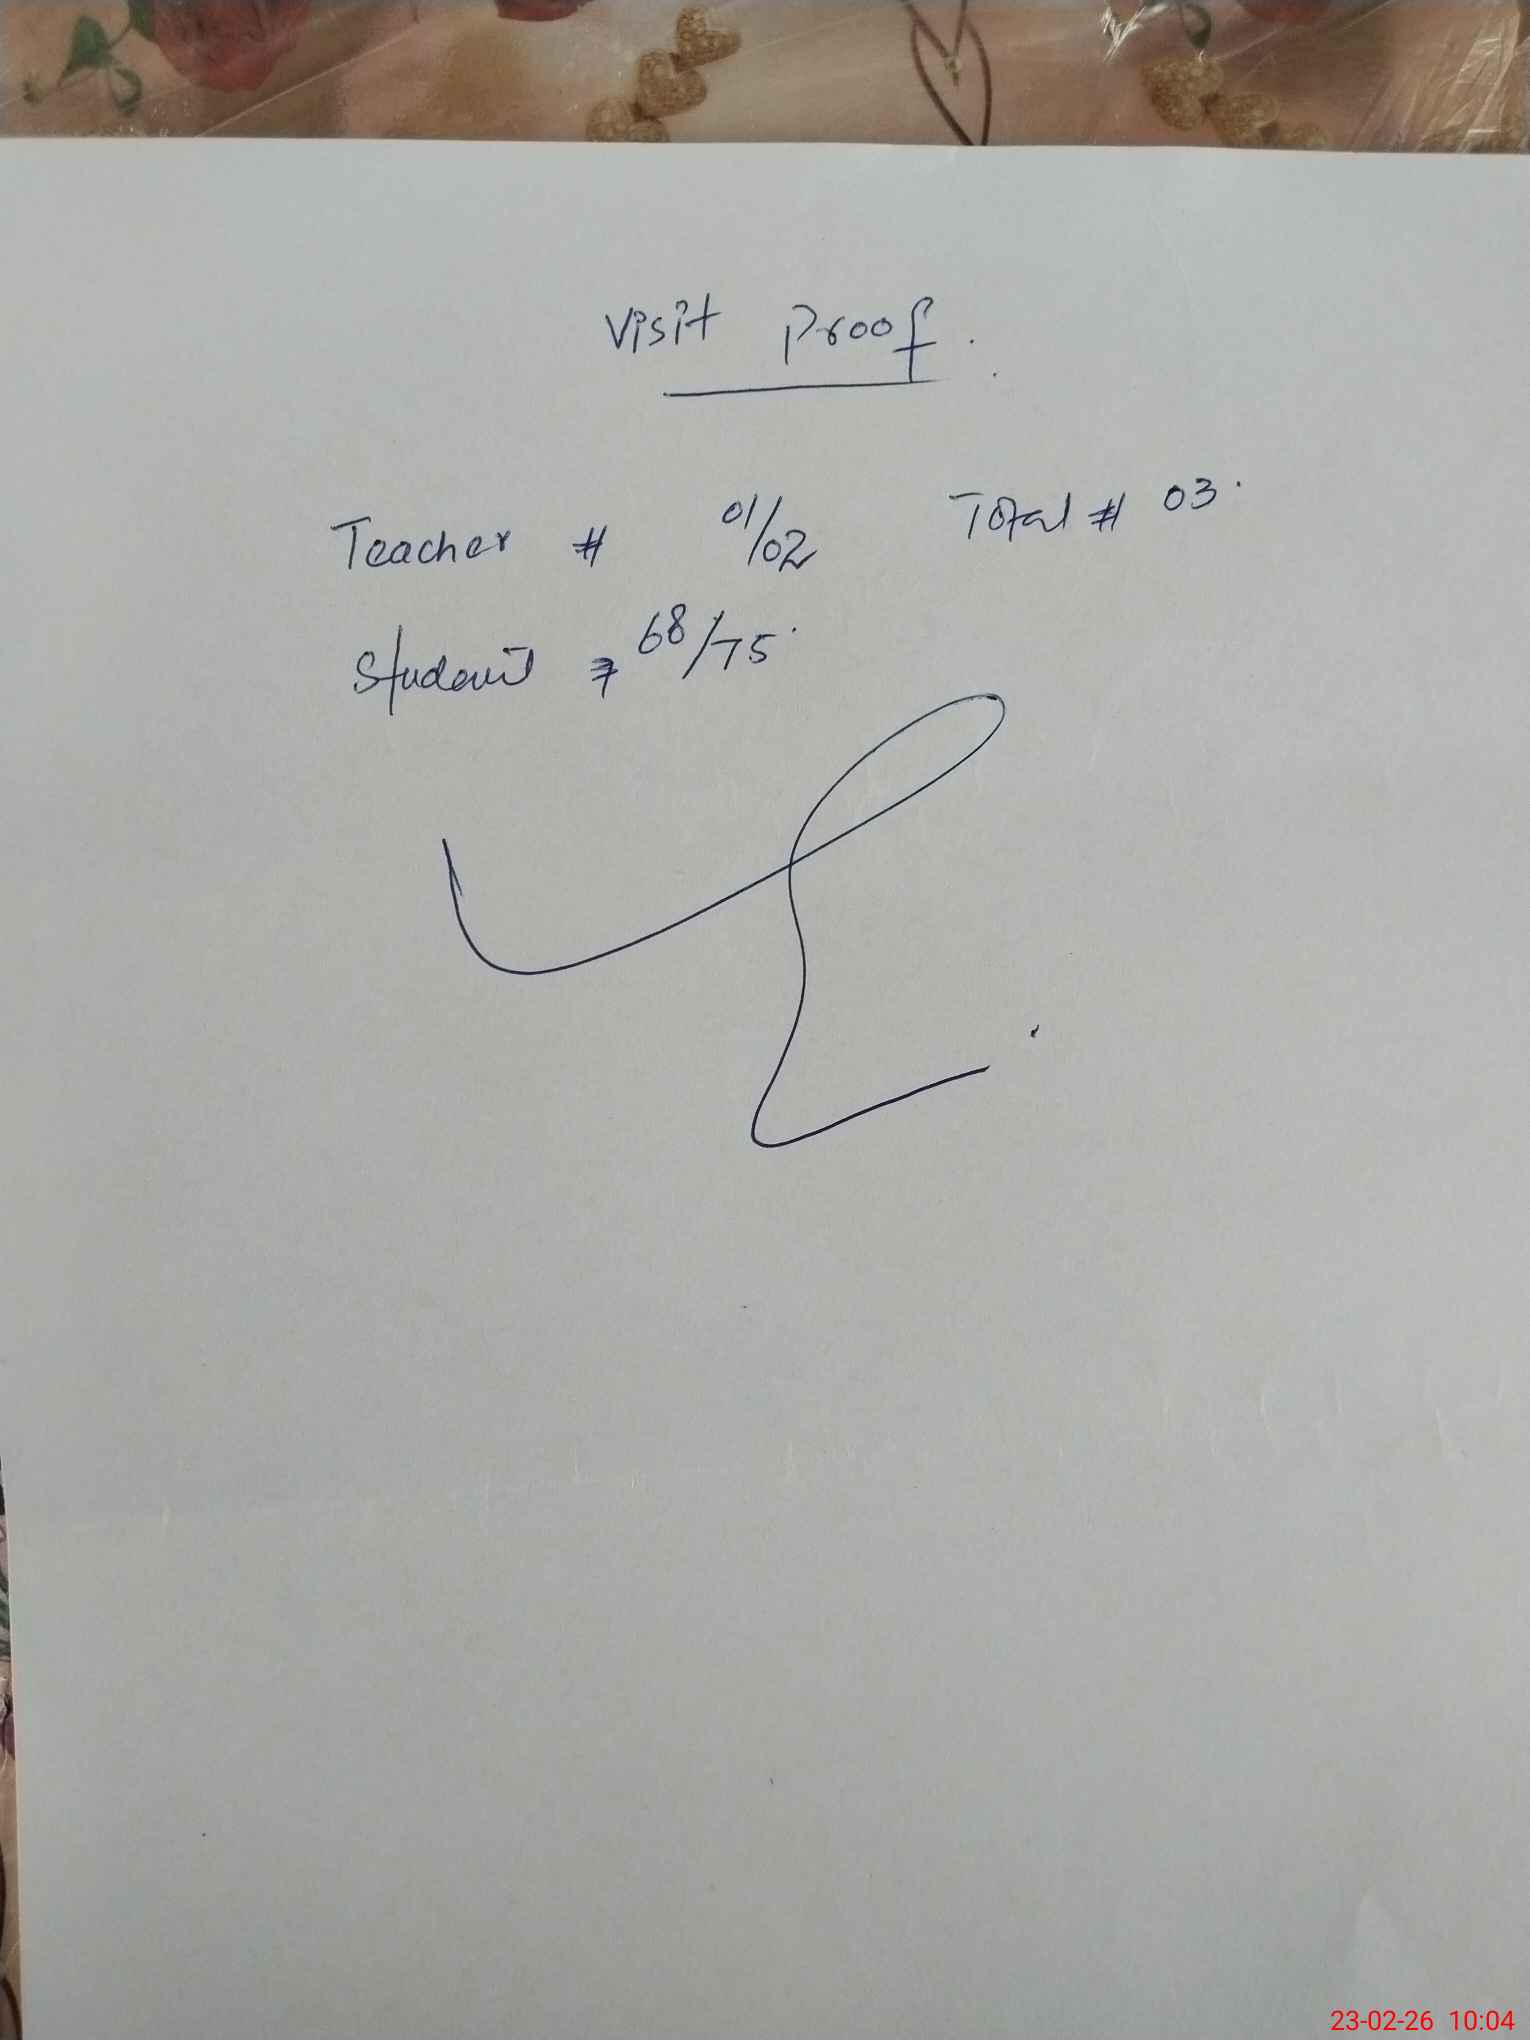 Visit Proof.
Teacher # 01/02 Total # 03.
Student # 68/75.
23-02-26 10:04